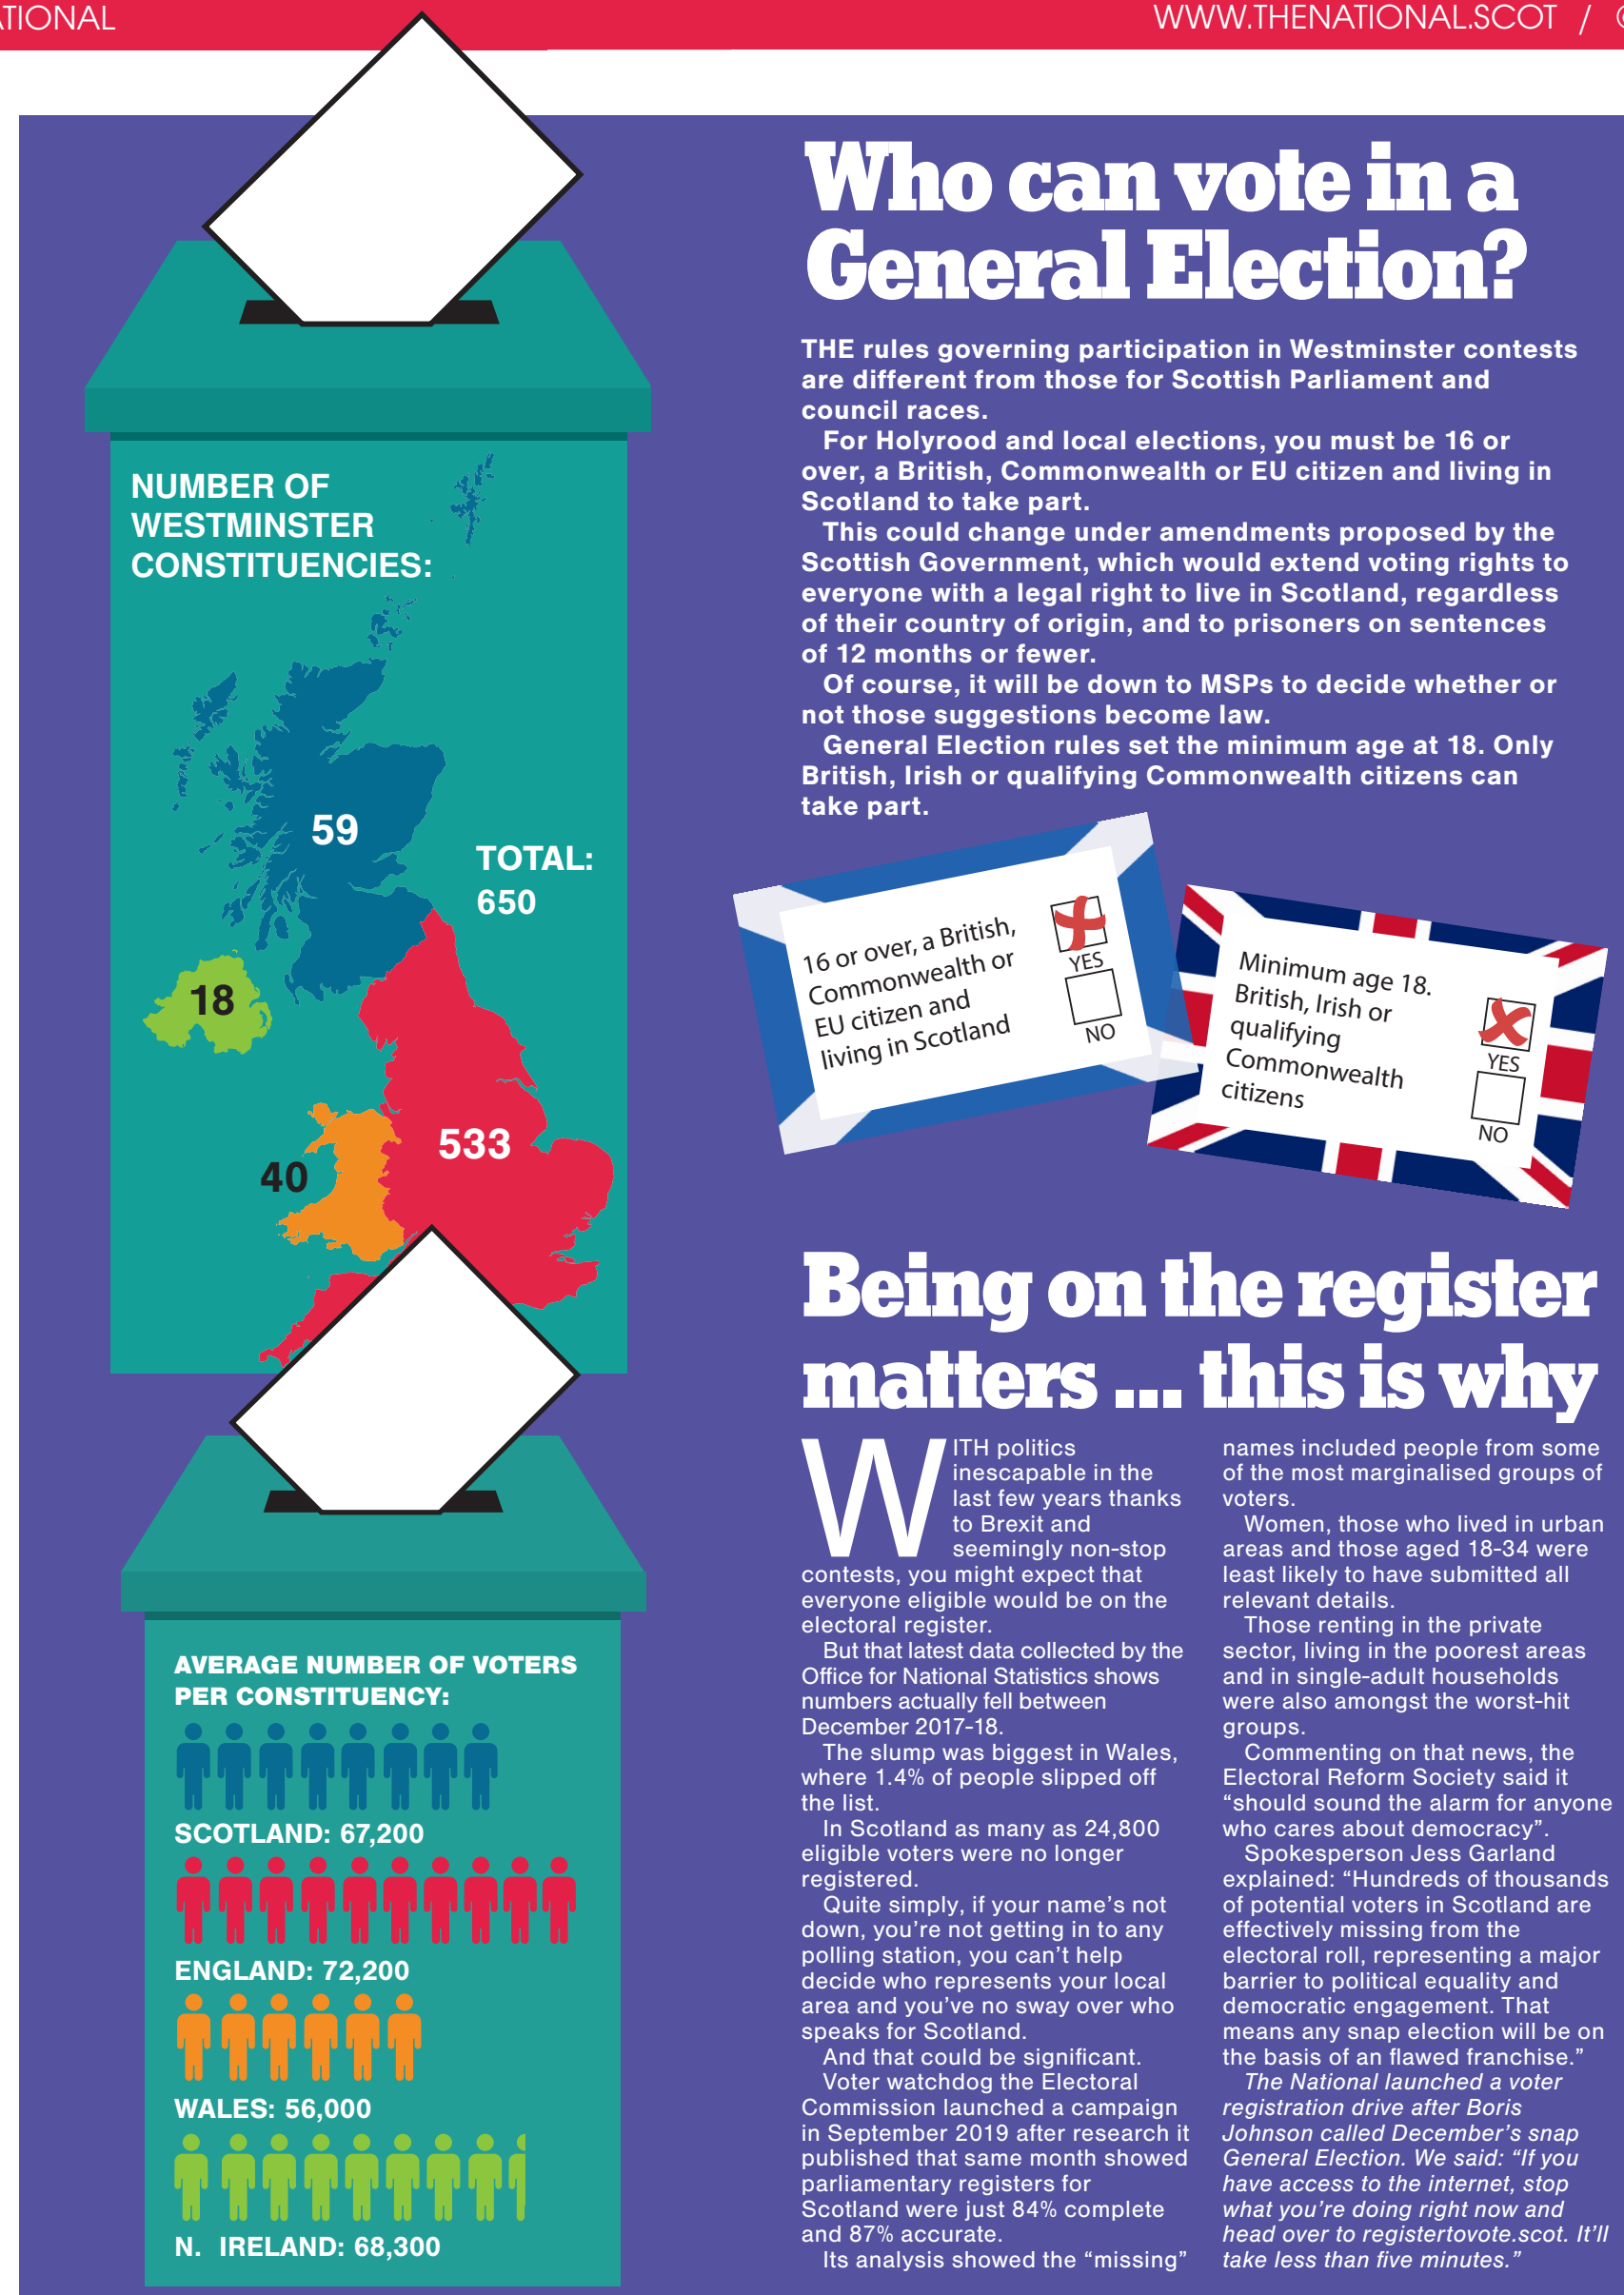 ATIONAL
WWW.THENATIONAL.SCOT /
NUMBER OF
WESTMINSTER
CONSTITUENCIES:
59
TOTAL:
650
18
533
40
AVERAGE NUMBER OF VOTERS
PER CONSTITUENCY:
SCOTLAND: 67,200
ENGLAND: 72,200
WALES: 56,000
N. IRELAND: 68,300
Who can vote in a
General Election?
THE rules governing participation in Westminster contests
are different from those for Scottish Parliament and
council races.
For Holyrood and local elections, you must be 16 or
over, a British, Commonwealth or EU citizen and living in
Scotland to take part.
This could change under amendments proposed by the
Scottish Government, which would extend voting rights to
everyone with a legal right to live in Scotland, regardless
of their country of origin, and to prisoners on sentences
of 12 months or fewer.
Of course, it will be down to MSPs to decide whether or
not those suggestions become law.
General Election rules set the minimum age at 18. Only
British, Irish or qualifying Commonwealth citizens can
take part.
16 or over, a British,
Commonwealth or
EU citizen and
living in Scotland
YES
NO
Minimum age 18.
British, Irish or
qualifying
Commonwealth
citizens
YES
NO
Being on the register
matters ... this is why
WITH politics
inescapable in the
last few years thanks
to Brexit and
seemingly non-stop
contests, you might expect that
everyone eligible would be on the
electoral register.
But that latest data collected by the
Office for National Statistics shows
numbers actually fell between
December 2017-18.
The slump was biggest in Wales,
where 1.4% of people slipped off
the list.
In Scotland as many as 24,800
eligible voters were no longer
registered.
Quite simply, if your name's not
down, you're not getting in to any
polling station, you can't help
decide who represents your local
area and you've no sway over who
speaks for Scotland.
And that could be significant.
Voter watchdog the Electoral
Commission launched a campaign
in September 2019 after research it
published that same month showed
parliamentary registers for
Scotland were just 84% complete
and 87% accurate.
Its analysis showed the “missing”
names included people from some
of the most marginalised groups of
voters.
Women, those who lived in urban
areas and those aged 18-34 were
least likely to have submitted all
relevant details.
Those renting in the private
sector, living in the poorest areas
and in single-adult households
were also amongst the worst-hit
groups.
Commenting on that news, the
Electoral Reform Society said it
“should sound the alarm for anyone
who cares about democracy”.
Spokesperson Jess Garland
explained: “Hundreds of thousands
of potential voters in Scotland are
effectively missing from the
electoral roll, representing a major
barrier to political equality and
democratic engagement. That
means any snap election will be on
the basis of an flawed franchise.”
The National launched a voter
registration drive after Boris
Johnson called December's snap
General Election. We said: “If you
have access to the internet, stop
what you're doing right now and
head over to registertovote.scot. It'll
take less than five minutes.”